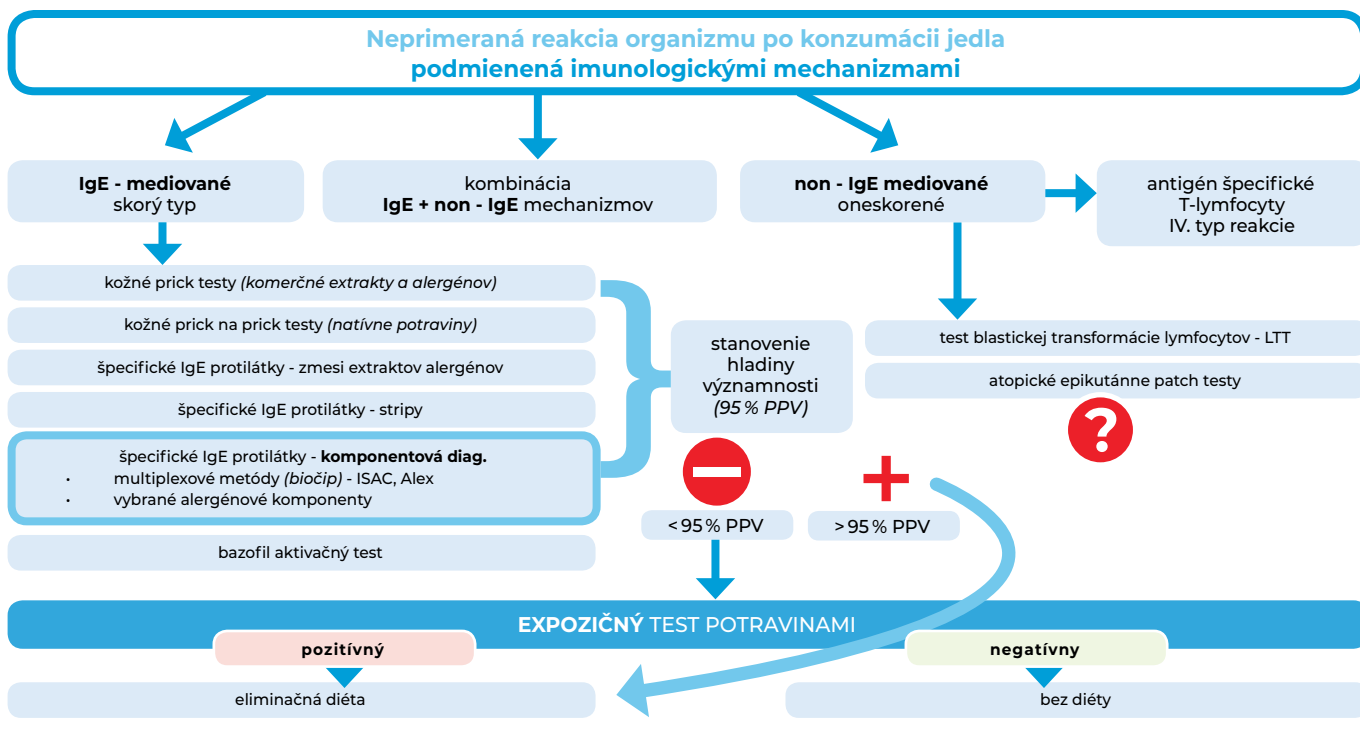 Neprimeraná reakcia organizmu po konzumácii jedla
podmienená imunologickými mechanizmami
IgE - mediované
skorý typ
kombinácia
IgE + non - IgE mechanizmov
non - IgE mediované
oneskorené
antigén špecifické
T-lymfocyty
IV. typ reakcie
kožné prick testy (komerčné extrakty a alergénov)
kožné prick na prick testy (natívne potraviny)
špecifické IgE protilátky - zmesi extraktov alergénov
špecifické IgE protilátky - stripy
špecifické IgE protilátky - komponentová diag.
· multiplexové metódy (biočip) - ISAC, Alex
· vybrané alergénové komponenty
bazofil aktivačný test
stanovenie
hladiny
významnosti
(95 % PPV)
test blastickej transformácie lymfocytov - LTT
atopické epikutánne patch testy
?
< 95 % PPV
+
> 95 % PPV
EXPOZIČNÝ TEST POTRAVINAMI
pozitívný
negatívny
eliminačná diéta
bez diéty